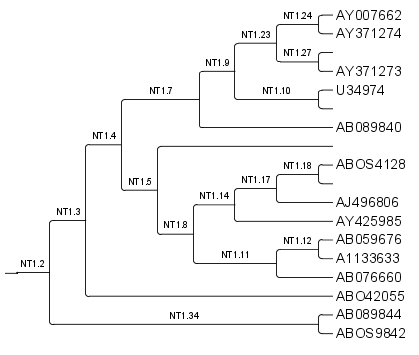 NT1.24
AY007662
NT1.23
AY371274
NT1.27
NT1.9
AY371273
NT1.7
NT1.10
U34974
AB089840
NT1.4
NT1.18
ABOS4128
NT1.17
NT1.5
NT1.14
AJ496806
NT1.3
AY425985
NT1.8
NT1.12
AB059676
NT1.11
A1133633
NT1.2
AB076660
ABO42055
NT1.34
AB089844
ABOS9842